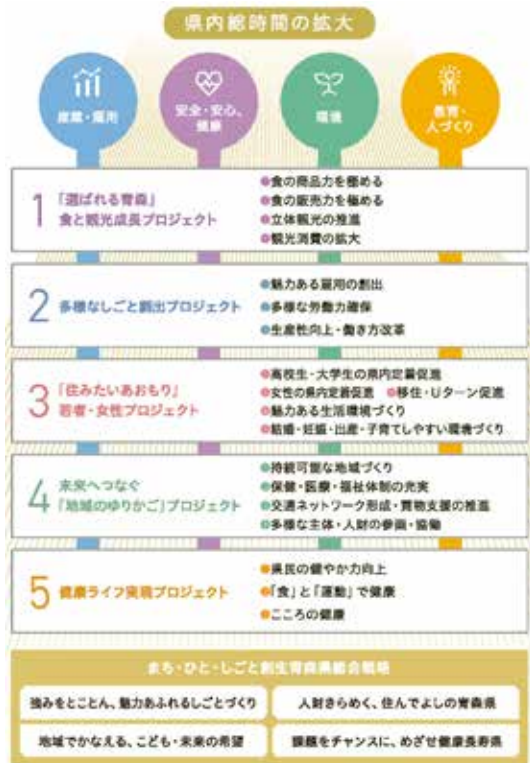 県内総時間の拡大
産業・雇用
安全・安心、
健康
環境
教育・
人づくり
1
「選ばれる青森」
食と観光成長プロジェクト
●食の商品力を極める
●食の販売力を極める
●立体観光の推進
●観光消費の拡大
2 多様なしごと創出プロジェクト
●魅力ある雇用の創出
●多様な労働力確保
●生産性向上・働き方改革
3
「住みたいあおもり」
若者・女性プロジェクト
●高校生・大学生の県内定着促進
●女性の県内定着促進 ●移住・Uターン促進
●魅力ある生活環境づくり
●結婚・妊娠・出産・子育てしやすい環境づくり
4
未来へつなぐ
「地域のゆりかご」プロジェクト
●持続可能な地域づくり
●保健・医療・福祉体制の充実
●交通ネットワーク形成・買物支援の推進
●多様な主体・人財の参画・協働
5 健康ライフ実現プロジェクト
●県民の健やか力向上
●「食」と「運動」で健康
●こころの健康
まち・ひと・しごと創生青森県総合戦略
強みをとことん、魅力あふれるしごとづくり
人財きらめく、住んでよしの青森県
地域でかなえる、こども・未来の希望
課題をチャンスに、めざせ健康長寿県